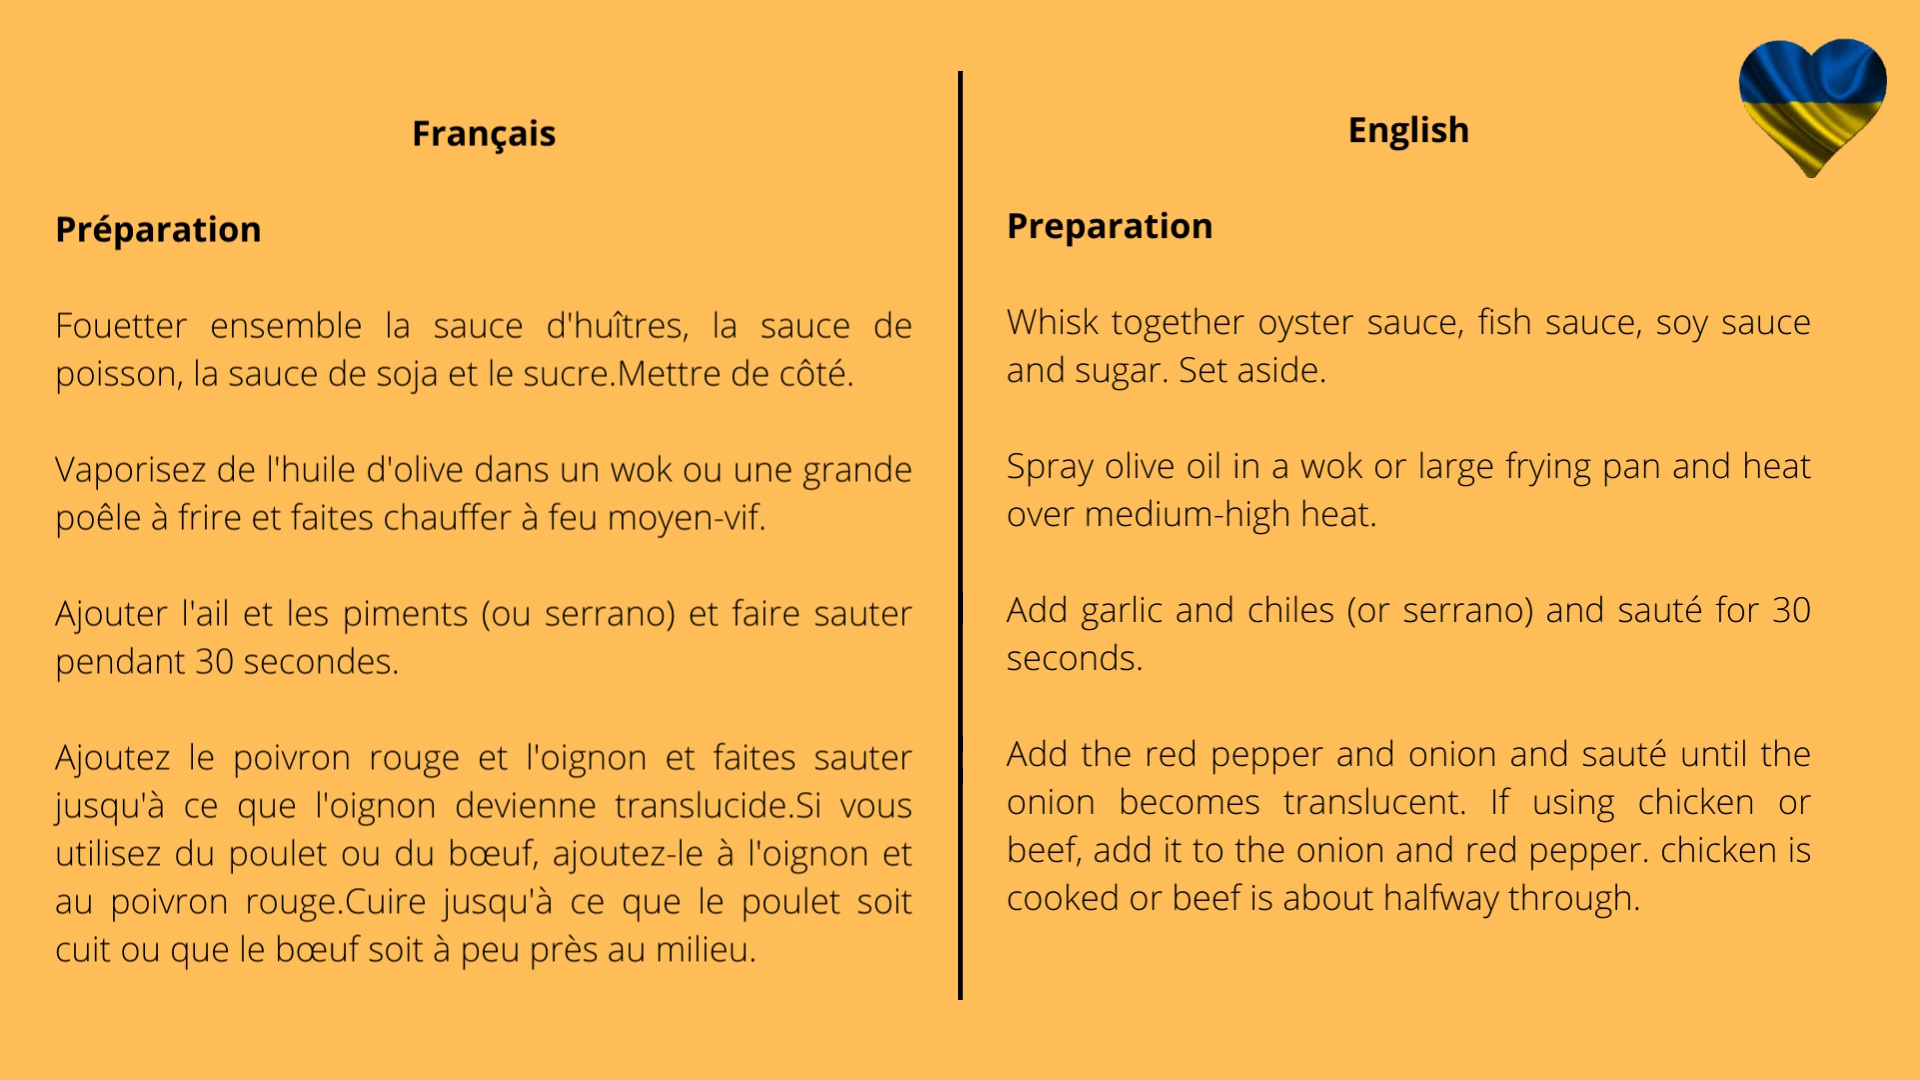 Français
Préparation
Fouetter ensemble la sauce d'huîtres, la sauce de
poisson, la sauce de soja et le sucre.Mettre de côté.
Vaporisez de l'huile d'olive dans un wok ou une grande
poêle à frire et faites chauffer à feu moyen-vif.
Ajouter l'ail et les piments (ou serrano) et faire sauter
pendant 30 secondes.
Ajoutez le poivron rouge et l'oignon et faites sauter
jusqu'à ce que l'oignon devienne translucide.Si vous
utilisez du poulet ou du bœuf, ajoutez-le à l'oignon et
au poivron rouge.Cuire jusqu'à ce que le poulet soit
cuit ou que le bœuf soit à peu près au milieu.
English
Preparation
Whisk together oyster sauce, fish sauce, soy sauce
and sugar. Set aside.
Spray olive oil in a wok or large frying pan and heat
over medium-high heat.
Add garlic and chiles (or serrano) and sauté for 30
seconds.
Add the red pepper and onion and sauté until the
onion becomes translucent. If using chicken or
beef, add it to the onion and red pepper. chicken is
cooked or beef is about halfway through.